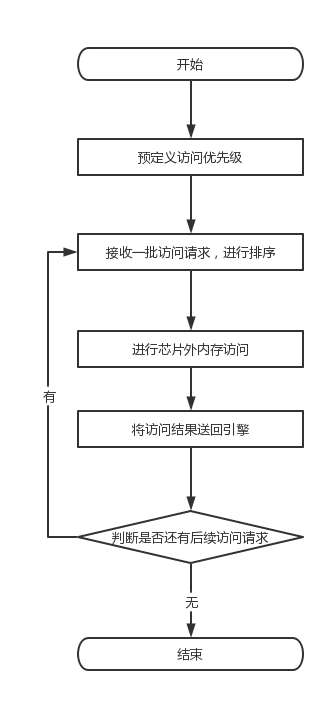 开始
预定义访问优先级
接收一批访问请求，进行排序
进行芯片外内存访问
将访问结果送回引擎
有
判断是否还有后续访问请求
无
结束